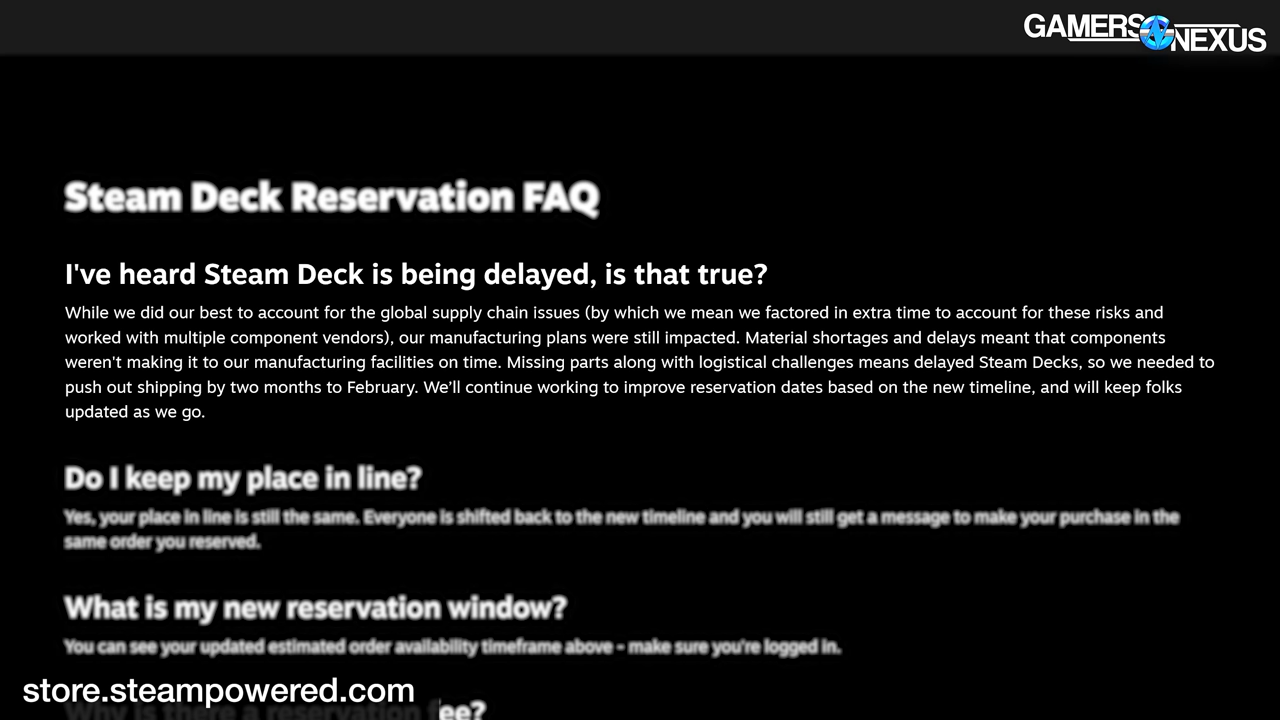 GAMERS NEXUS
Steam Deck Reservation FAQ
I've heard Steam Deck is being delayed, is that true?
While we did our best to account for the global supply chain issues (by which we mean we factored in extra time to account for these risks and
worked with multiple component vendors), our manufacturing plans were still impacted. Material shortages and delays meant that components
weren't making it to our manufacturing facilities on time. Missing parts along with logistical challenges means delayed Steam Decks, so we needed to
push out shipping by two months to February. We’ll continue working to improve reservation dates based on the new timeline, and will keep folks
updated as we go.
Do I keep my place in line?
Yes, your place in line is still the same. Everyone is shifted back to the new timeline and you will still get a message to make your purchase in the
same order you reserved.
What is my new reservation window?
You can see your updated estimated order availability timeframe above - make sure you're logged in.
store.steampowered.com
Why is there a reservation fee?